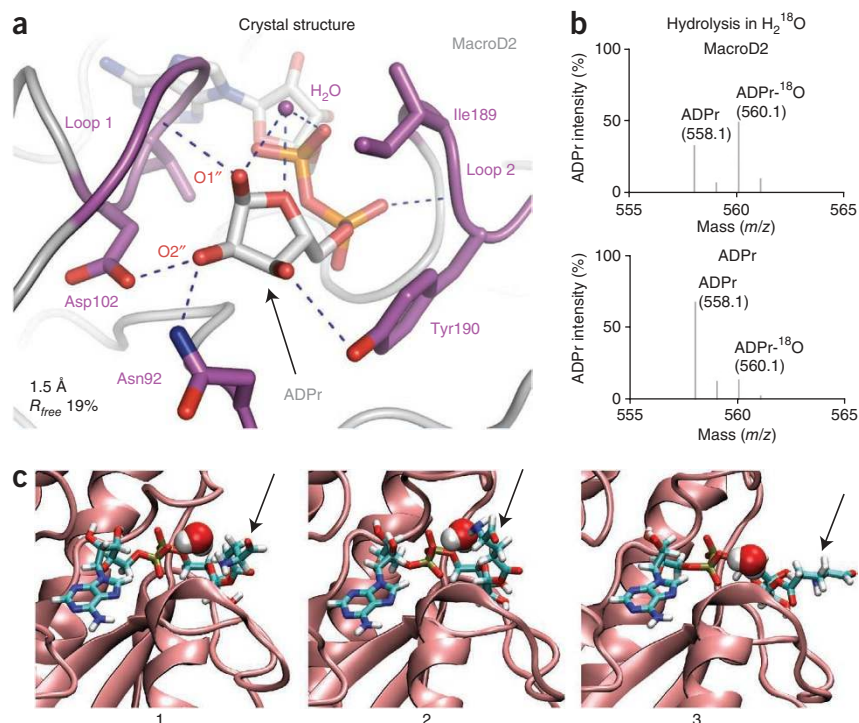 a
Crystal structure
MacroD2
H₂O
Ile189
Loop 1
Loop 2
O1″
O2″
Asp102
Tyr190
Asn92
ADPr
1.5 Å
R_free 19%
b
Hydrolysis in H₂¹⁸O
MacroD2
100
50
0
ADPr intensity (%)
ADPr
(558.1)
ADPr-¹⁸O
(560.1)
555
560
565
Mass (m/z)
ADPr
100
50
0
ADPr intensity (%)
ADPr
(558.1)
ADPr-¹⁸O
(560.1)
555
560
565
Mass (m/z)
c
1
2
3